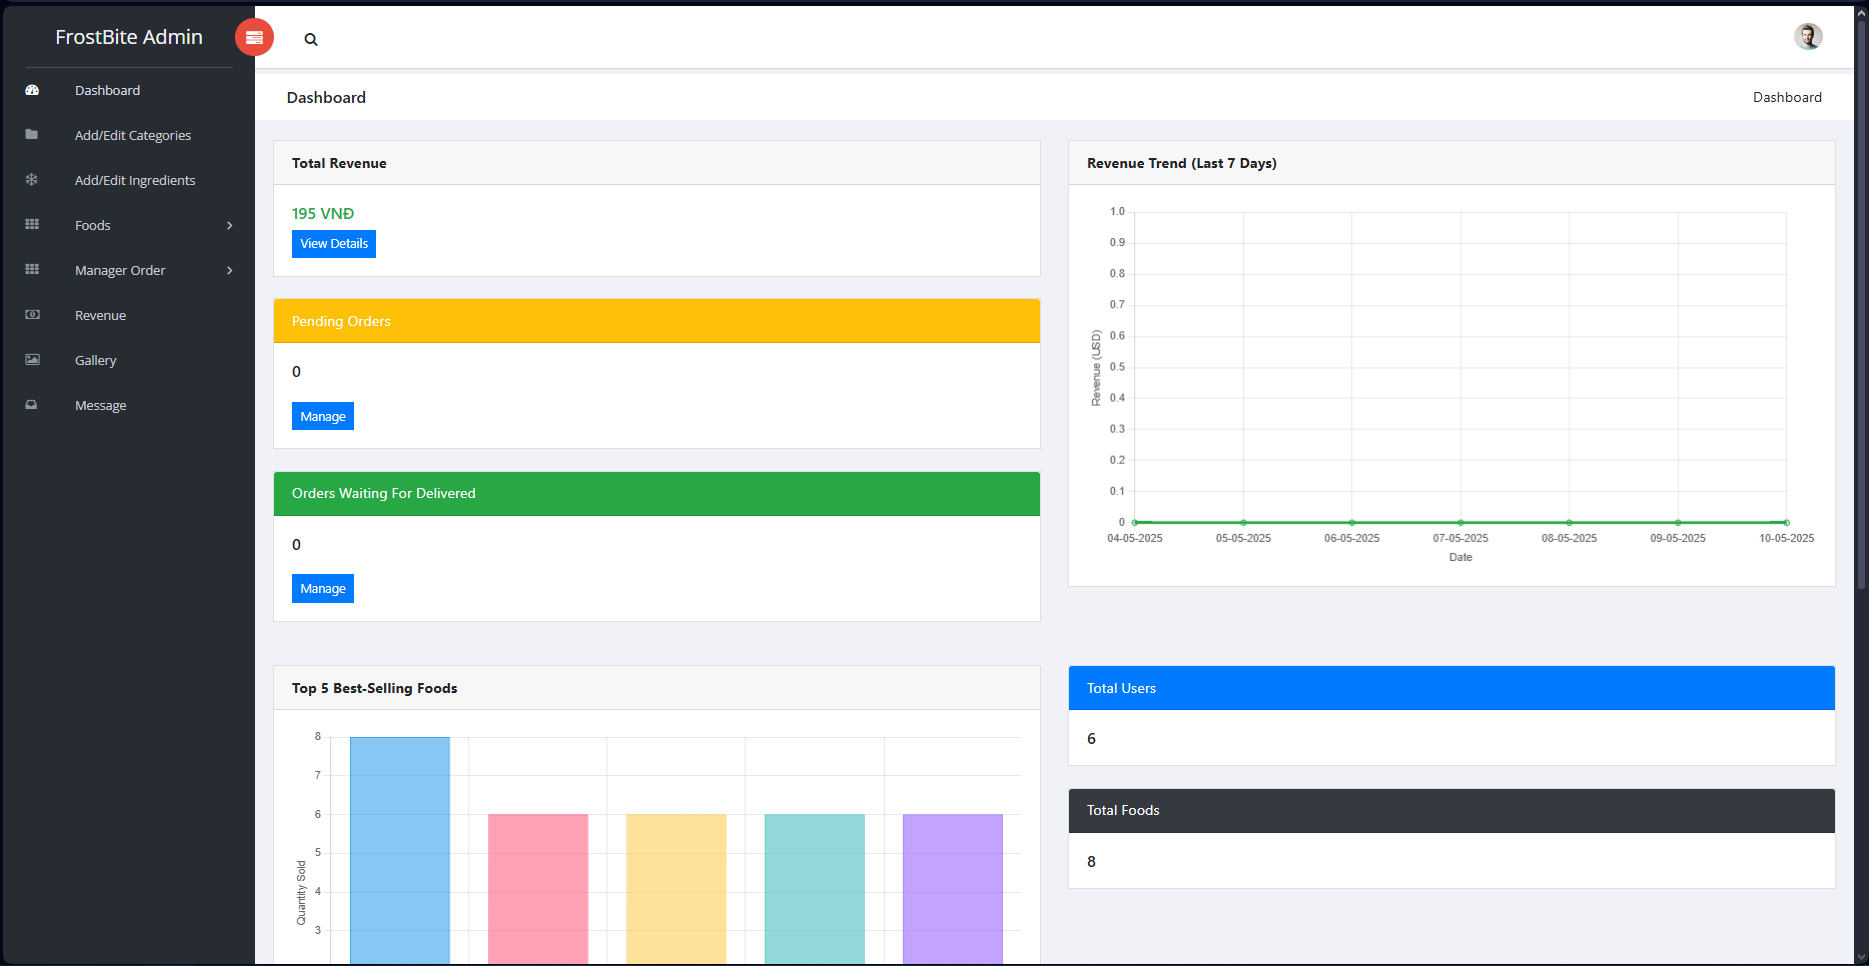 FrostBite Admin
Dashboard
Add/Edit Categories
Add/Edit Ingredients
Foods
Manager Order
Revenue
Gallery
Message
Dashboard
Dashboard
Total Revenue
195 VNĐ
View Details
Pending Orders
0
Manage
Orders Waiting For Delivered
0
Manage
Revenue Trend (Last 7 Days)
1.0
0.9
0.8
0.7
0.6
0.5
0.4
0.3
0.2
0.1
0
Revenue (USD)
04-05-2025 05-05-2025 06-05-2025 07-05-2025 08-05-2025 09-05-2025 10-05-2025
Date
Top 5 Best-Selling Foods
8
7
6
5
4
3
Quantity Sold
Total Users
6
Total Foods
8